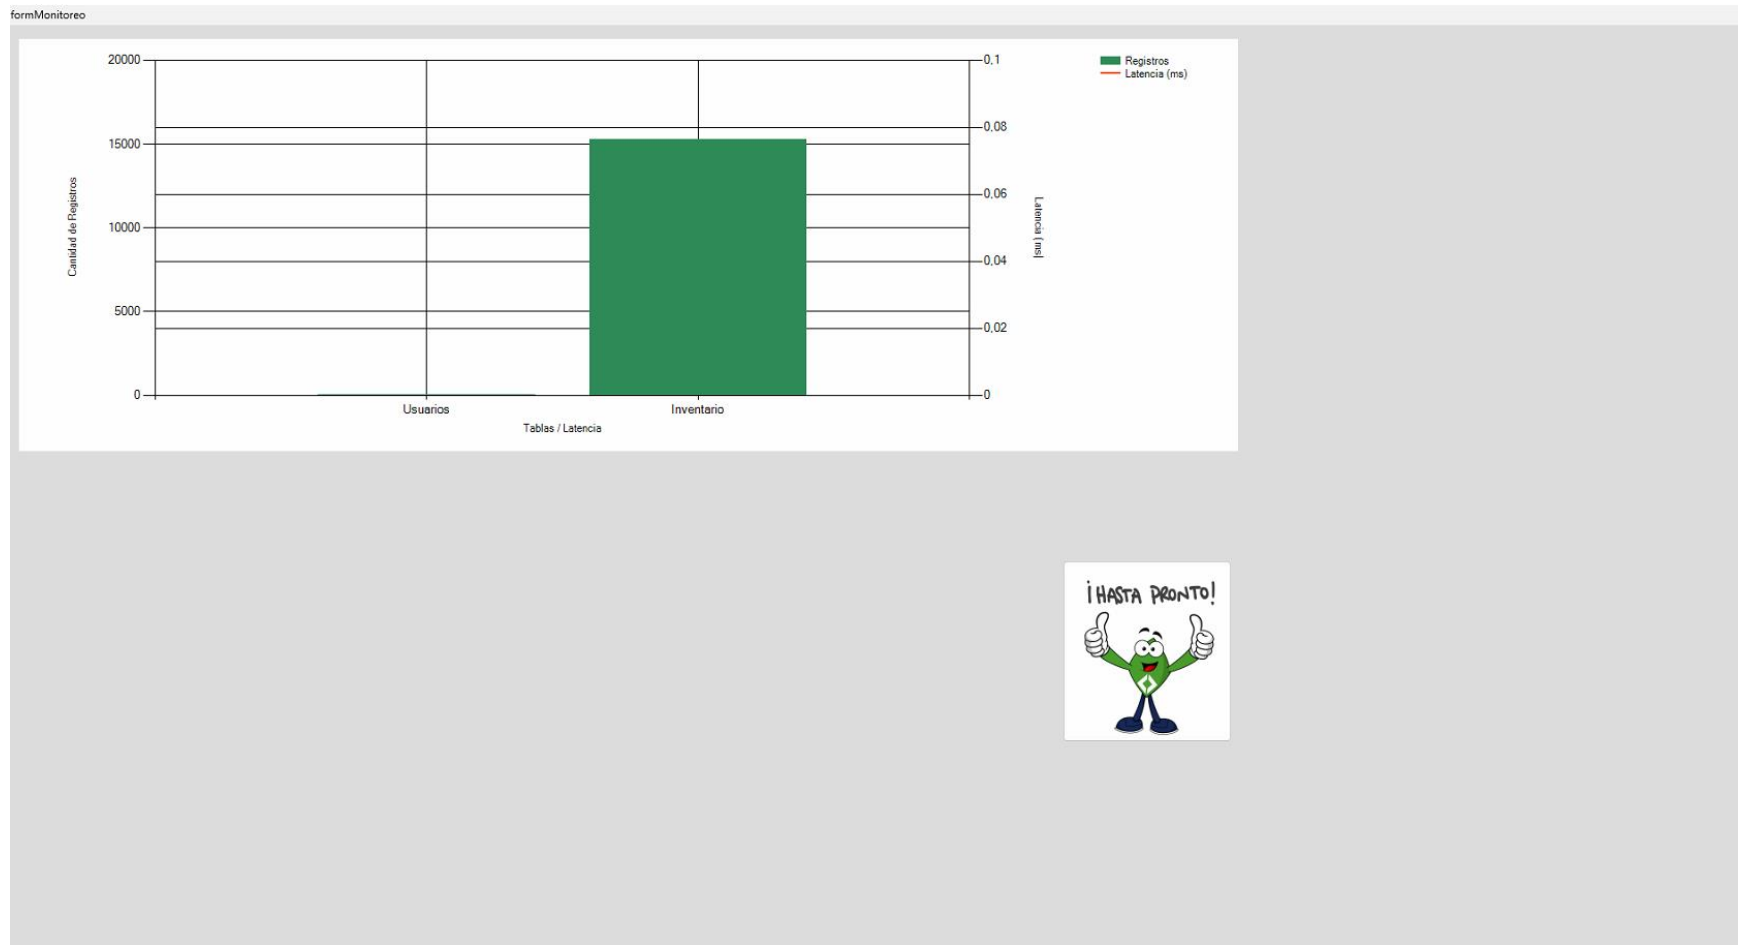 formMonitoreo
20000
15000
10000
5000
0
Cantidad de Registros
0,1
0,08
0,06
0,04
0,02
0
Latencia (ms)
Registros
Latencia (ms)
Usuarios
Inventario
Tablas / Latencia
¡HASTA PRONTO!